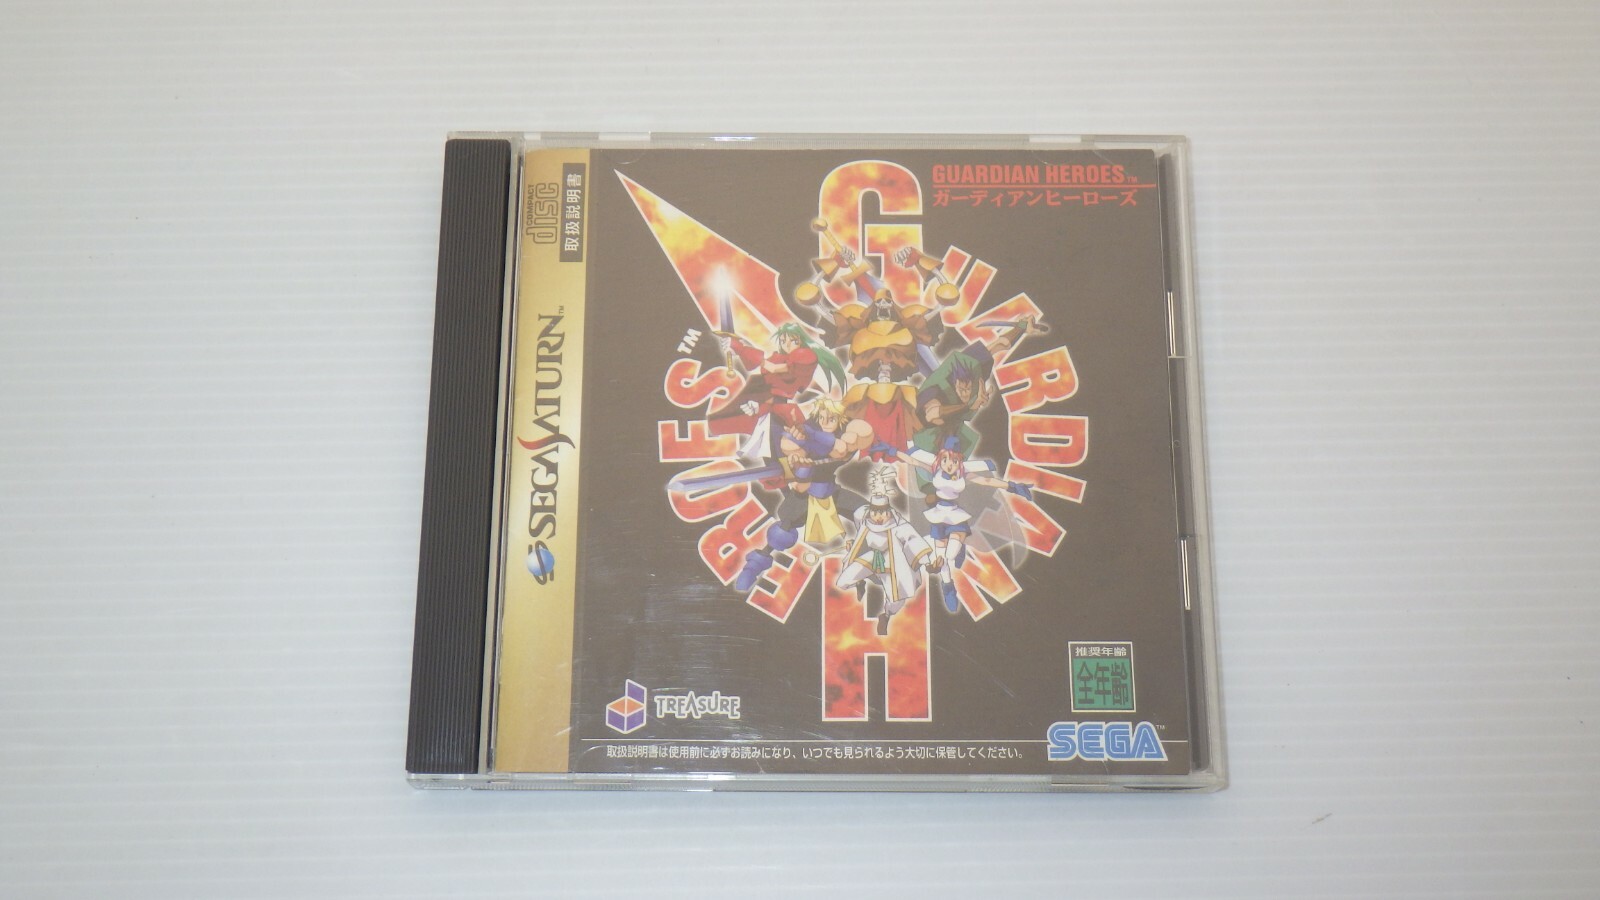 COMPACT
disc
取扱説明書
SEGA SATURN™
GUARDIAN HEROES™
ガーディアンヒーローズ
GUARDIAN
HEROES™
TREASURE
推奨年齢
全年齢
SEGA™
取扱説明書は使用前に必ずお読みになり、いつでも見られるよう大切に保管してください。